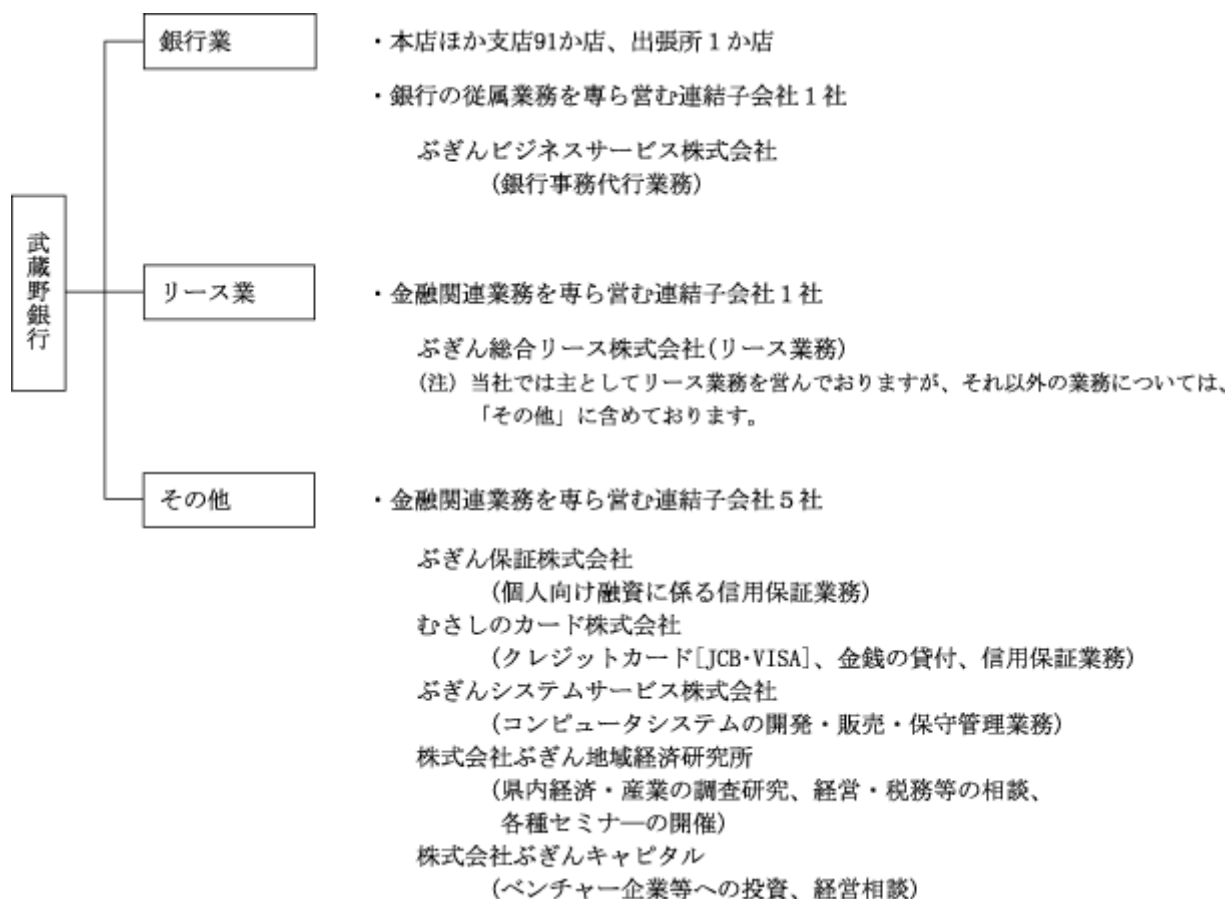 銀行業
・本店ほか支店91か店、出張所1か店
・銀行の従属業務を専ら営む連結子会社1社
ぶぎんビジネスサービス株式会社
(銀行事務代行業務)
武蔵野銀行
リース業
・金融関連業務を専ら営む連結子会社1社
ぶぎん総合リース株式会社(リース業務)
(注) 当社では主としてリース業務を営んでおりますが、それ以外の業務については、
「その他」に含めております。
その他
・金融関連業務を専ら営む連結子会社5社
ぶぎん保証株式会社
(個人向け融資に係る信用保証業務)
むさしのカード株式会社
(クレジットカード[JCB・VISA]、金銭の貸付、信用保証業務)
ぶぎんシステムサービス株式会社
(コンピュータシステムの開発・販売・保守管理業務)
株式会社ぶぎん地域経済研究所
(県内経済・産業の調査研究、経営・税務等の相談、
各種セミナ―の開催)
株式会社ぶぎんキャピタル
(ベンチャー企業等への投資、経営相談)